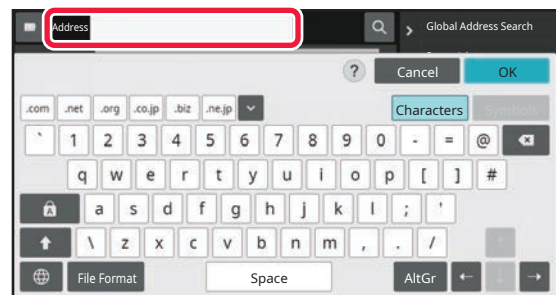 Address Global Address Search
? Cancel OK
.com .net .org .co.jp .biz .ne.jp Characters Symbols
` 1 2 3 4 5 6 7 8 9 0 - = @
q w e r t y u i o p [ ] #
A a s d f g h j k l ; '
\ z x c v b n m , . /
File Format Space AltGr